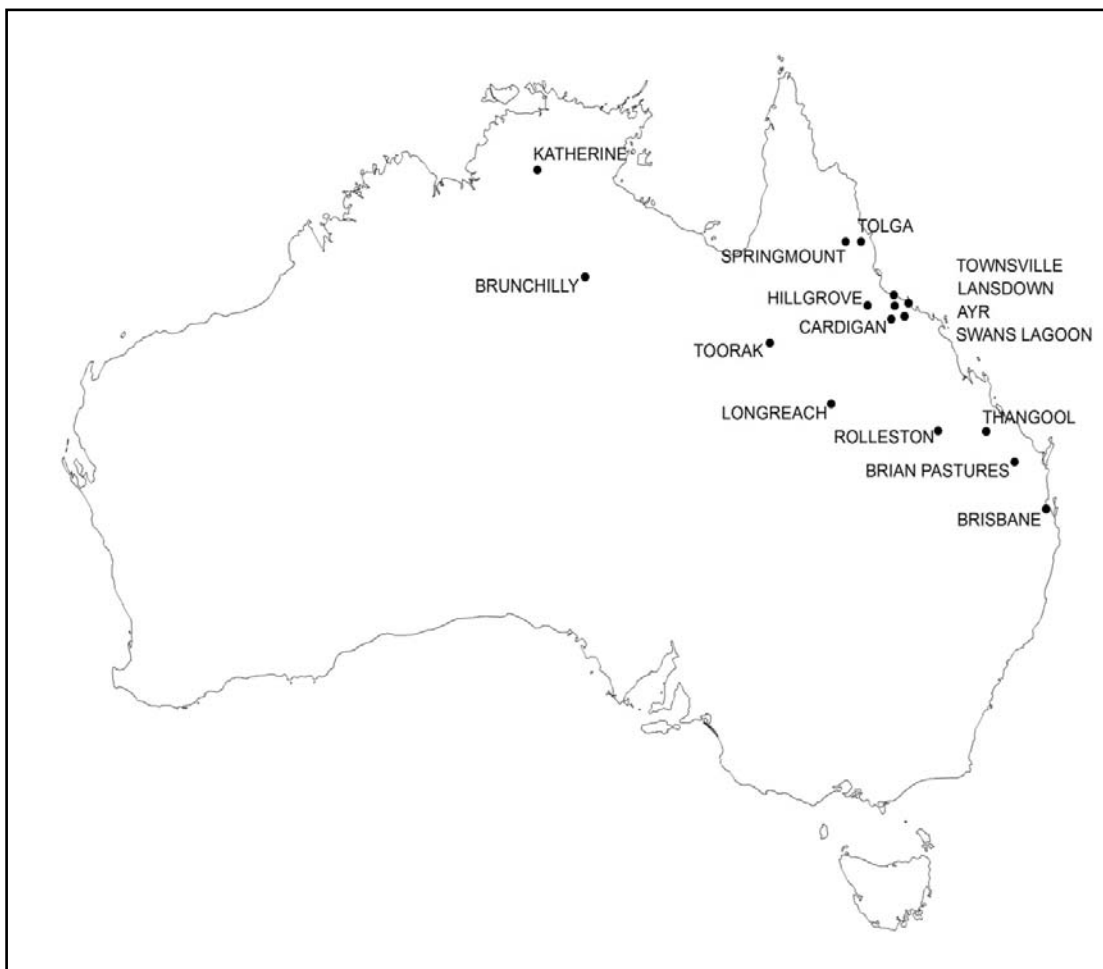 KATHERINE
TOLGA
SPRINGMOUNT
TOWNSVILLE
BRUNCHILLY
LANSDOWN
HILLGROVE
AYR
CARDIGAN
SWANS LAGOON
TOORAK
LONGREACH
THANGOOL
ROLLESTON
BRIAN PASTURES
BRISBANE